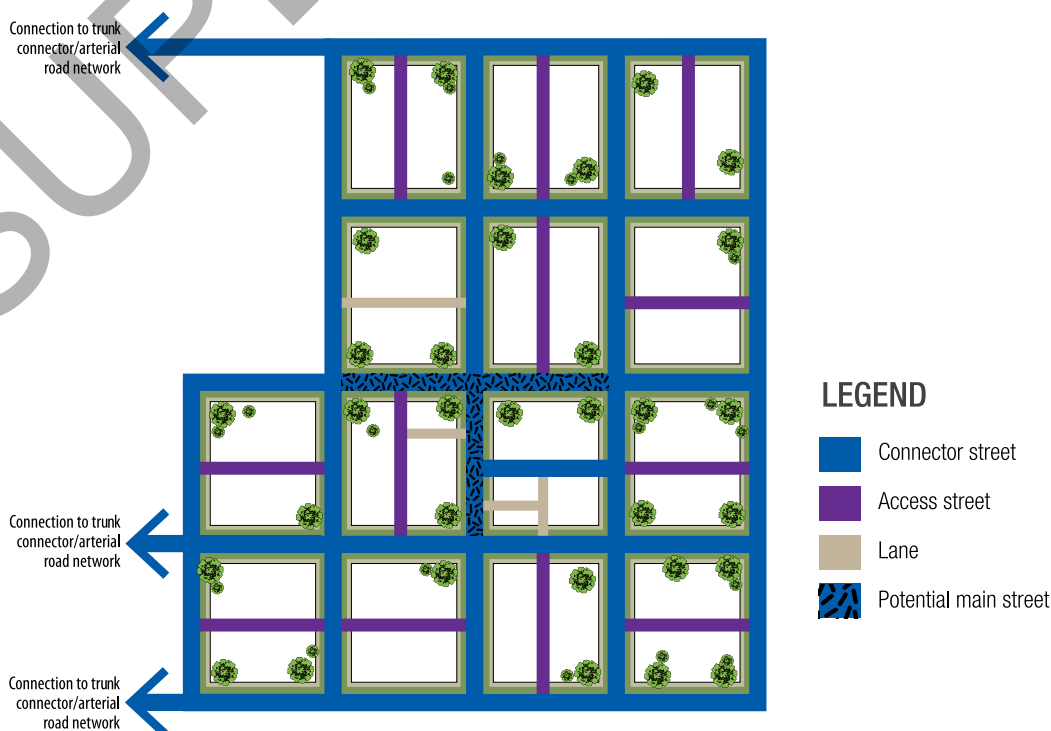 Connection to trunk
connector/arterial
road network
SUPE
LEGEND
Connector street
Access street
Lane
Potential main street
Connection to trunk
connector/arterial
road network
Connection to trunk
connector/arterial
road network